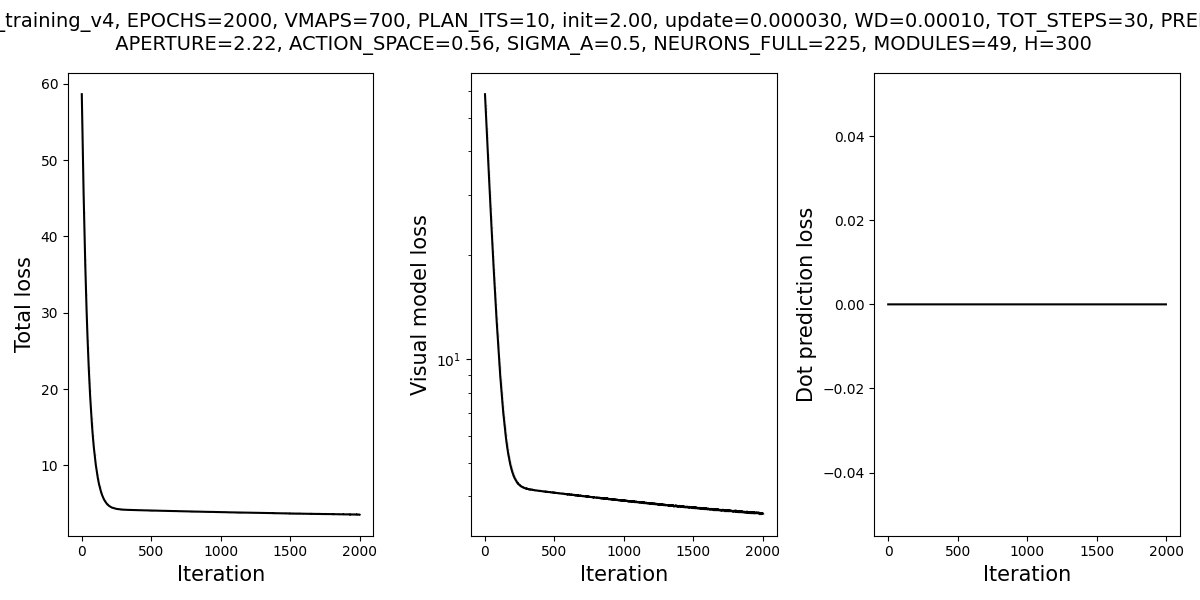 _training_v4, EPOCHS=2000, VMAPS=700, PLAN_ITS=10, init=2.00, update=0.000030, WD=0.00010, TOT_STEPS=30,
APERTURE=2.22, ACTION_SPACE=0.56, SIGMA_A=0.5, NEURONS_FULL=225, MODULES=49, H=300
Total loss
60
50
40
30
20
10
0 500 1000 1500 2000
Iteration
Visual model loss
10¹
0 500 1000 1500 2000
Iteration
Dot prediction loss
0.04
0.02
0.00
−0.02
−0.04
0 500 1000 1500 2000
Iteration